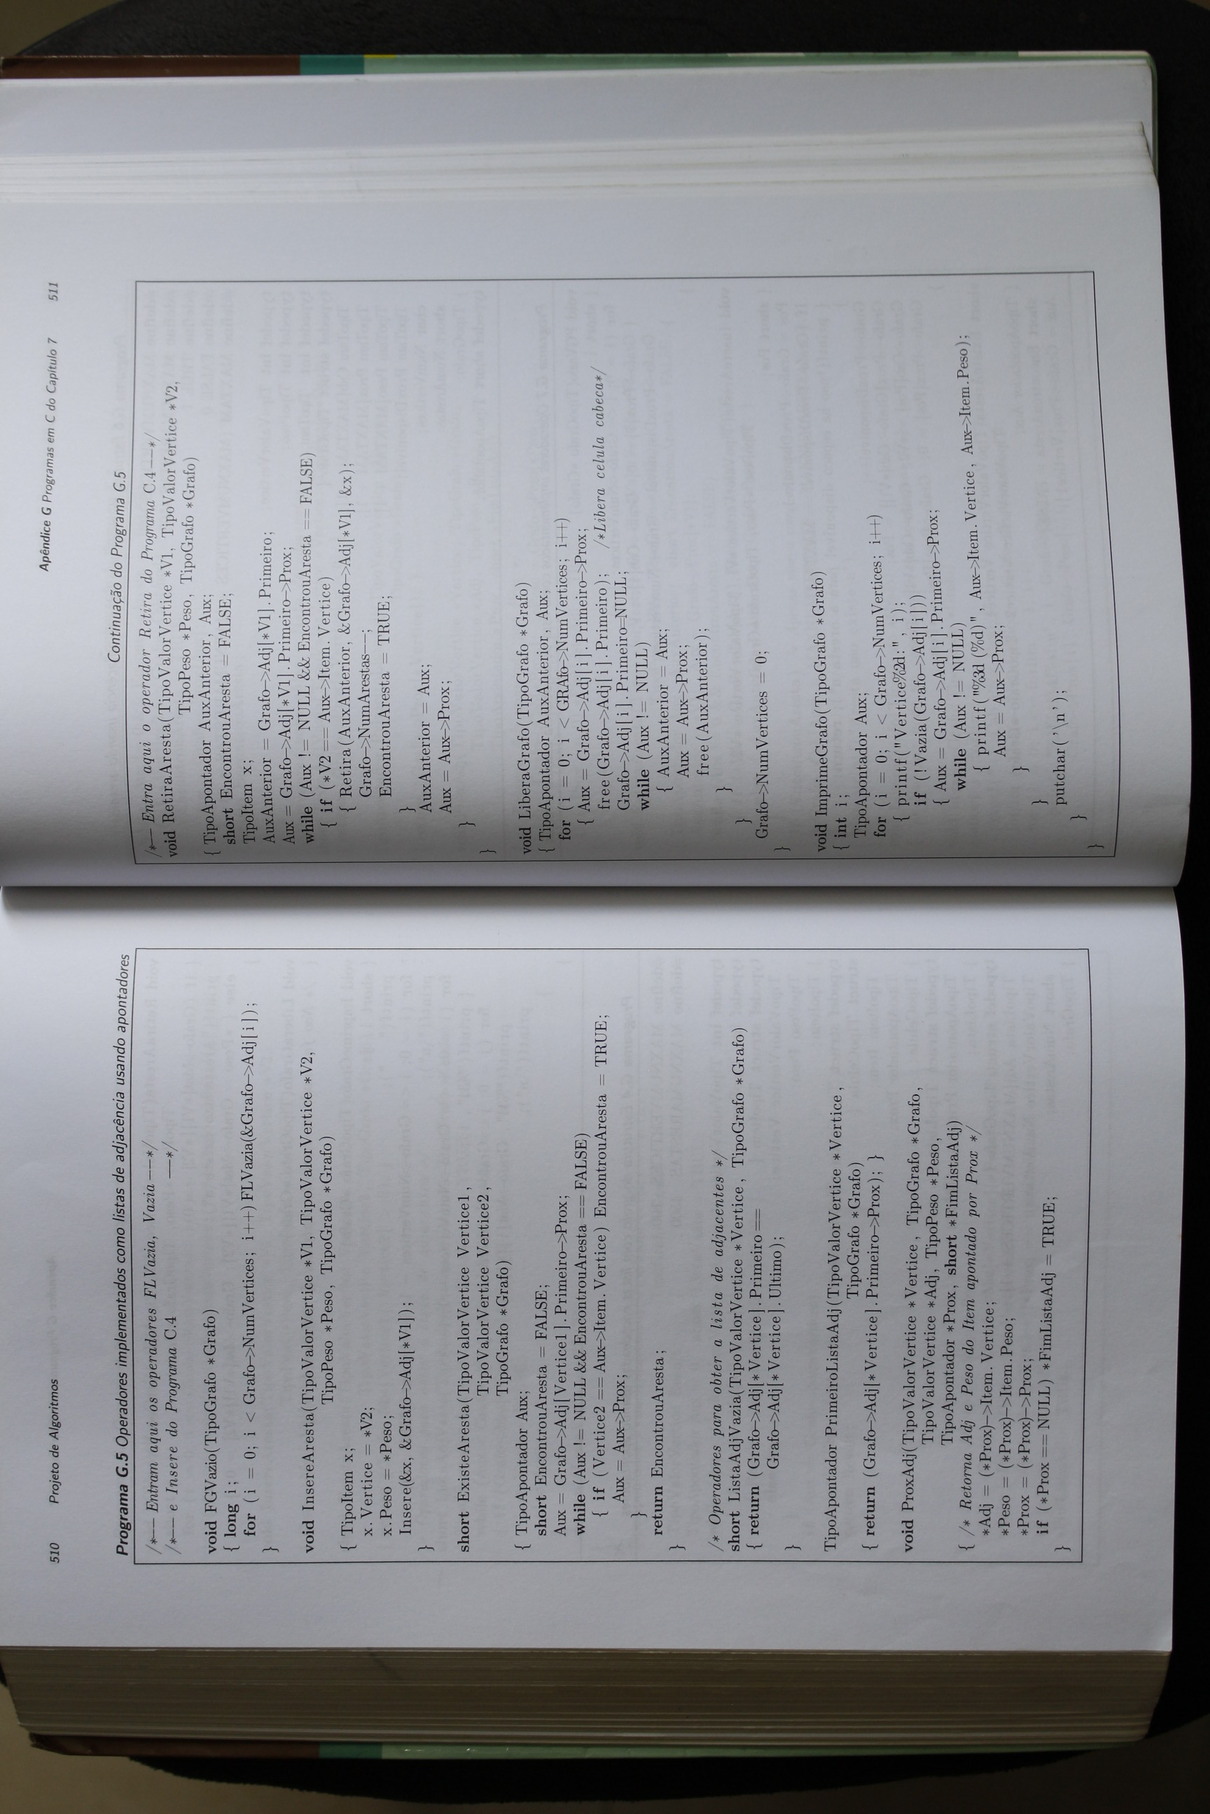 510 Projeto de Algoritmos
Programa G.5 Operadores implementados como listas de adjacência usando apontadores
/*-- Entram aqui os operadores FLVazia, Vazia --*/
/*-- e Insere do Programa C.4 --*/
void FGVazio(TipoGrafo *Grafo)
{ long i;
for (i = 0; i < Grafo->NumVertices; i++) FLVazia(&Grafo->Adj[i]);
}
void InsereAresta(TipoValorVertice *V1, TipoValorVertice *V2,
TipoPeso *Peso, TipoGrafo *Grafo)
{ TipoItem x;
x.Vertice = *V2;
x.Peso = *Peso;
Insere(&x, &Grafo->Adj[*V1]);
}
short ExisteAresta(TipoValorVertice Vertice1,
TipoValorVertice Vertice2,
TipoGrafo *Grafo)
{ TipoApontador Aux;
short EncontrouAresta = FALSE;
Aux = Grafo->Adj[Vertice1].Primeiro->Prox;
while (Aux != NULL && EncontrouAresta == FALSE)
{ if (Vertice2 == Aux->Item.Vertice) EncontrouAresta = TRUE;
Aux = Aux->Prox;
}
return EncontrouAresta;
}
/* Operadores para obter a lista de adjacentes */
short ListaAdjVazia(TipoValorVertice *Vertice, TipoGrafo *Grafo)
{ return (Grafo->Adj[*Vertice].Primeiro ==
Grafo->Adj[*Vertice].Ultimo);
}
TipoApontador PrimeiroListaAdj(TipoValorVertice *Vertice,
TipoGrafo *Grafo)
{ return (Grafo->Adj[*Vertice].Primeiro->Prox); }
void ProxAdj(TipoValorVertice *Vertice, TipoGrafo *Grafo,
TipoValorVertice *Adj, TipoPeso *Peso,
TipoApontador *Prox, short *FimListaAdj)
{ /* Retorna Adj e Peso do Item apontado por Prox */
*Adj = (*Prox)->Item.Vertice;
*Peso = (*Prox)->Item.Peso;
*Prox = (*Prox)->Prox;
if (*Prox == NULL) *FimListaAdj = TRUE;
}
Apêndice G Programas em C do Capítulo 7 511
Continuação do Programa G.5
/*-- Entra aqui o operador Retira do Programa C.4 --*/
void RetiraAresta(TipoValorVertice *V1, TipoValorVertice *V2,
TipoPeso *Peso, TipoGrafo *Grafo)
{ TipoApontador AuxAnterior, Aux;
short EncontrouAresta = FALSE;
TipoItem x;
AuxAnterior = Grafo->Adj[*V1].Primeiro;
Aux = Grafo->Adj[*V1].Primeiro->Prox;
while (Aux != NULL && EncontrouAresta == FALSE)
{ if (*V2 == Aux->Item.Vertice)
{ Retira(AuxAnterior, &Grafo->Adj[*V1], &x);
Grafo->NumArestas--;
EncontrouAresta = TRUE;
}
AuxAnterior = Aux;
Aux = Aux->Prox;
}
}
void LiberaGrafo(TipoGrafo *Grafo)
{ TipoApontador AuxAnterior, Aux;
for (i = 0; i < GRAfo->NumVertices; i++)
{ Aux = Grafo->Adj[i].Primeiro->Prox;
free(Grafo->Adj[i].Primeiro); /*Libera celula cabeca*/
Grafo->Adj[i].Primeiro=NULL;
while (Aux != NULL)
{ AuxAnterior = Aux;
Aux = Aux->Prox;
free(AuxAnterior);
}
}
Grafo->NumVertices = 0;
}
void ImprimeGrafo(TipoGrafo *Grafo)
{ int i;
TipoApontador Aux;
for (i = 0; i < Grafo->NumVertices; i++)
{ printf("Vertice%2d:", i);
if (!Vazia(Grafo->Adj[i]))
{ Aux = Grafo->Adj[i].Primeiro->Prox;
while (Aux != NULL)
{ printf("%3d (%d)", Aux->Item.Vertice, Aux->Item.Peso);
Aux = Aux->Prox;
}
}
putchar('\n');
}
}